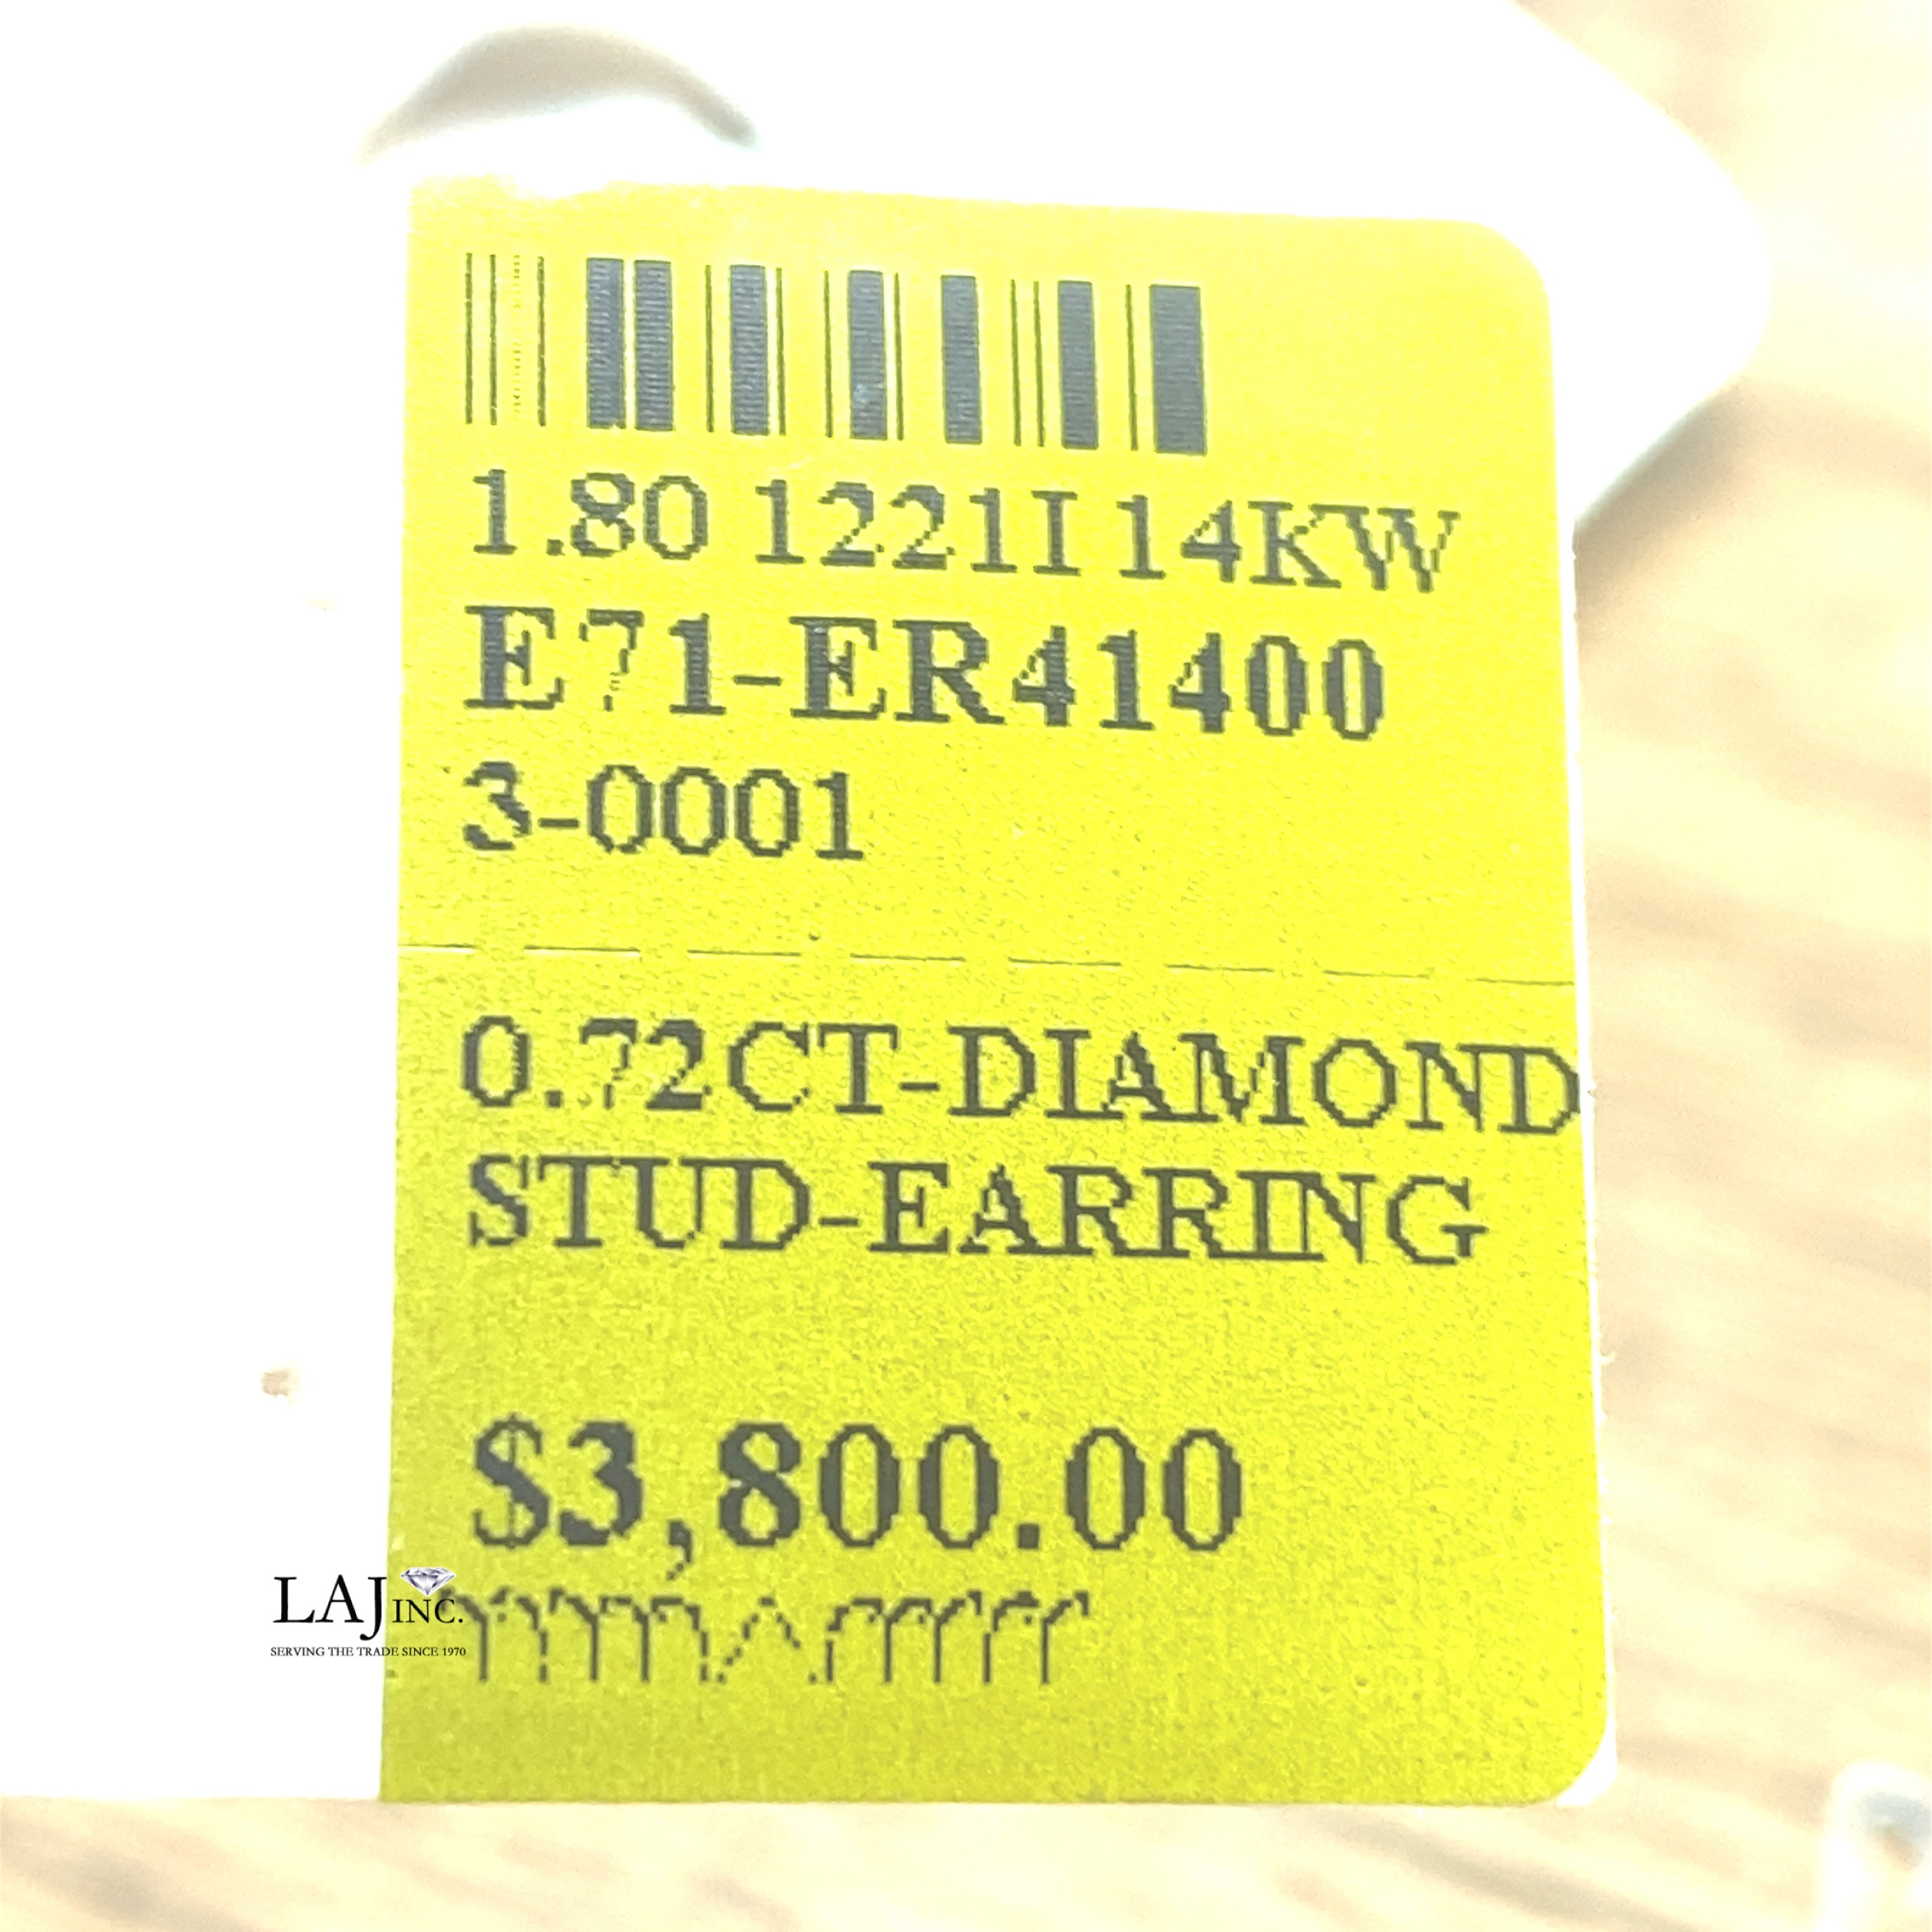 1.80 1221I 14KW
E71-ER41400
3-0001
0.72CT-DIAMOND
STUD-EARRING
$3,800.00
LAJ INC.
SERVING THE TRADE SINCE 1970